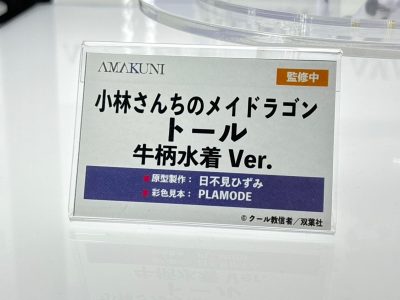 AMAKUNI
監修中
小林さんちのメイドラゴン
トール
牛柄水着 Ver.
原型製作： 日不見ひずみ
彩色見本： PLAMODE
© クール教信者／双葉社